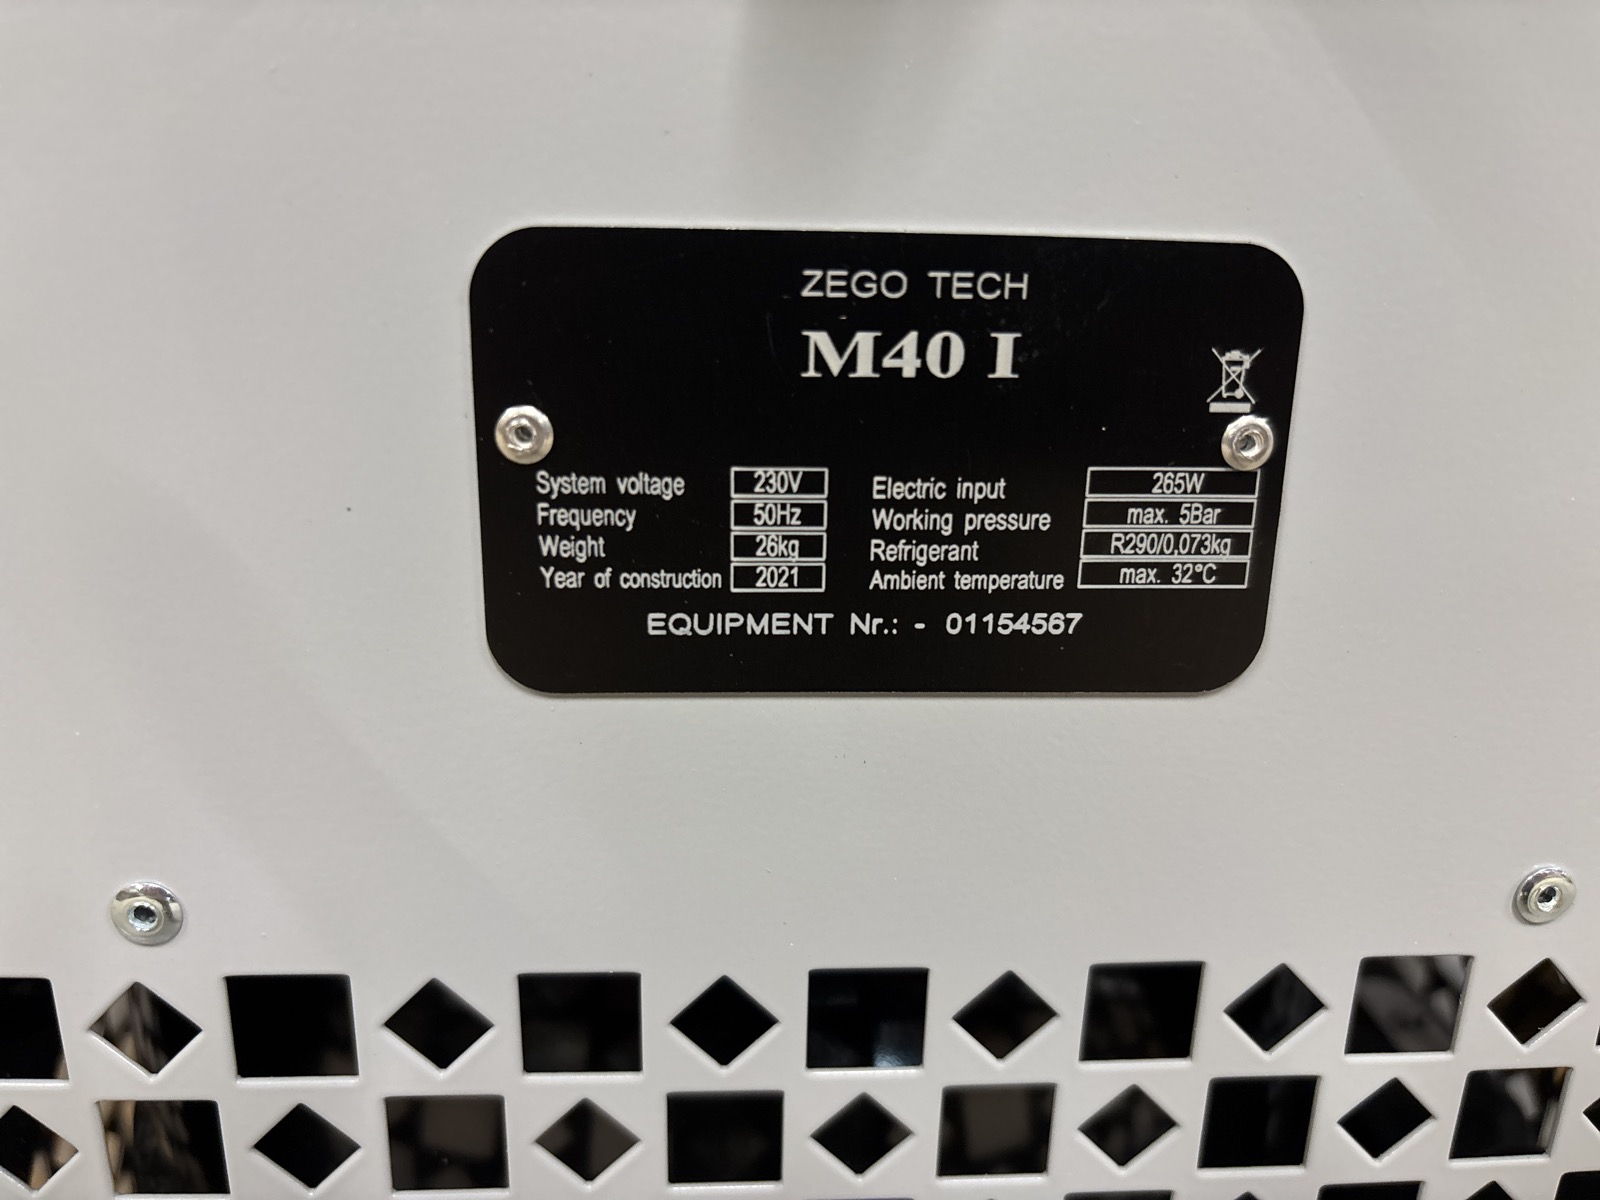 ZEGO TECH
M40 I
System voltage 230V Electric input 265W
Frequency 50Hz Working pressure max. 5Bar
Weight 26kg Refrigerant R290/0,073kg
Year of construction 2021 Ambient temperature max. 32°C
EQUIPMENT Nr.: - 01154567